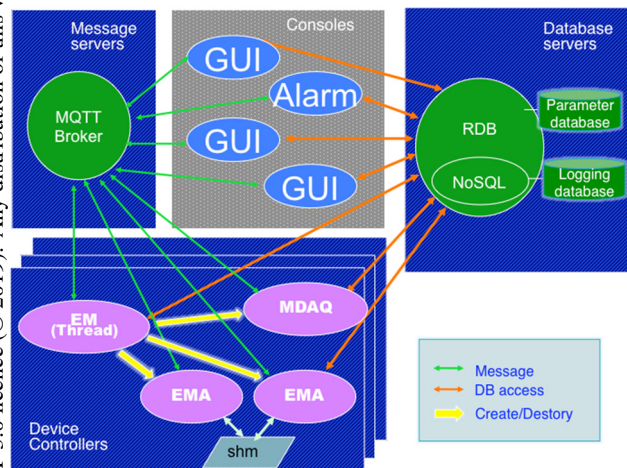 Message
servers
MQTT
Broker
Consoles
GUI
Alarm
GUI
GUI
Database
servers
RDB
NoSQL
Parameter
database
Logging
database
EM
(Thread)
MDAQ
EMA
EMA
shm
Device
Controllers
Message
DB access
Create/Destory